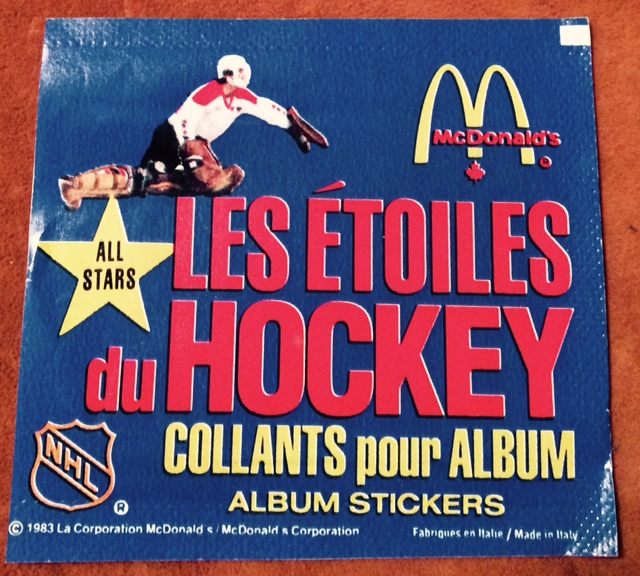 McDonald's
®
LES ÉTOILES
ALL
STARS
du HOCKEY
COLLANTS pour ALBUM
ALBUM STICKERS
NHL
®
© 1983 La Corporation McDonald s / McDonald s Corporation
Fabriques en Italie / Made in Italy